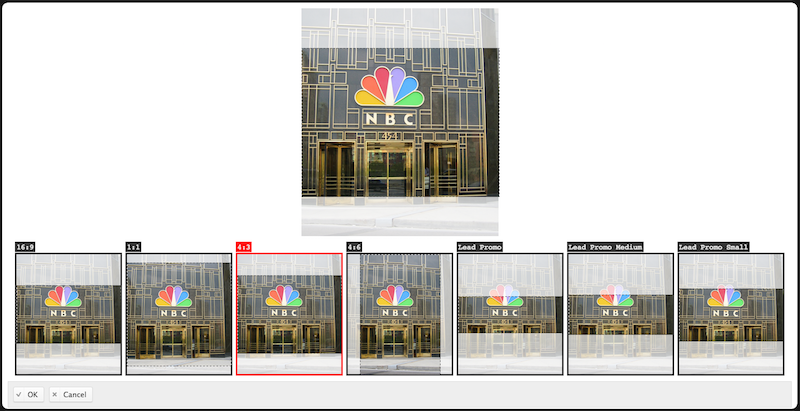 NBC
454
16:9
1:1
4:3
4:6
Lead Promo
Lead Promo Medium
Lead Promo Small
NBC
NBC
NBC
NBC
NBC
NBC
NBC
OK
Cancel